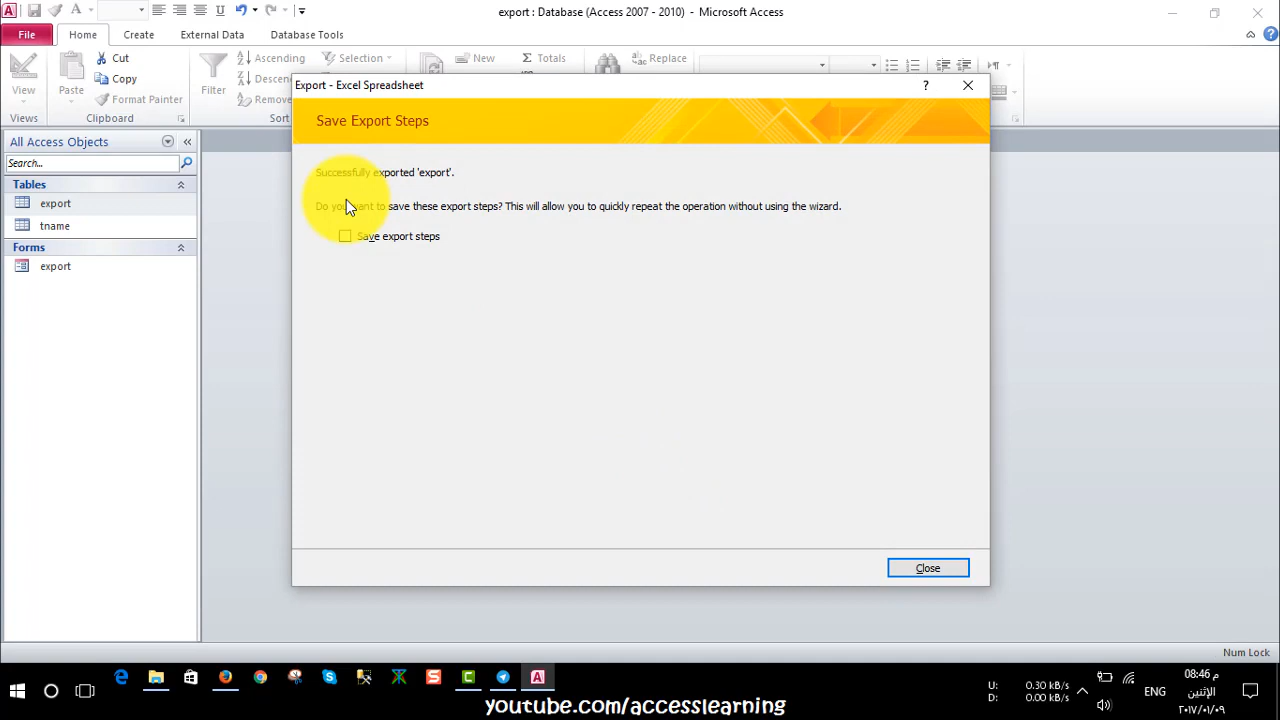 export : Database (Access 2007 - 2010) - Microsoft Access
File
Home
Create
External Data
Database Tools
Cut
Copy
Format Painter
View
Paste
Filter
Ascending
Remove
Selection
New
Totals
Replace
Views
Clipboard
Sort
All Access Objects
Search...
Tables
export
tname
Forms
export
Export - Excel Spreadsheet
Save Export Steps
Successfully exported 'export'.
Do you want to save these export steps? This will allow you to quickly repeat the operation without using the wizard.
Save export steps
Close
Num Lock
U: 0.30 kB/s
D: 0.00 kB/s
ENG
08:46 م
الإثنين
٢٠١٧/٠١/٠٩
youtube.com/accesslearning